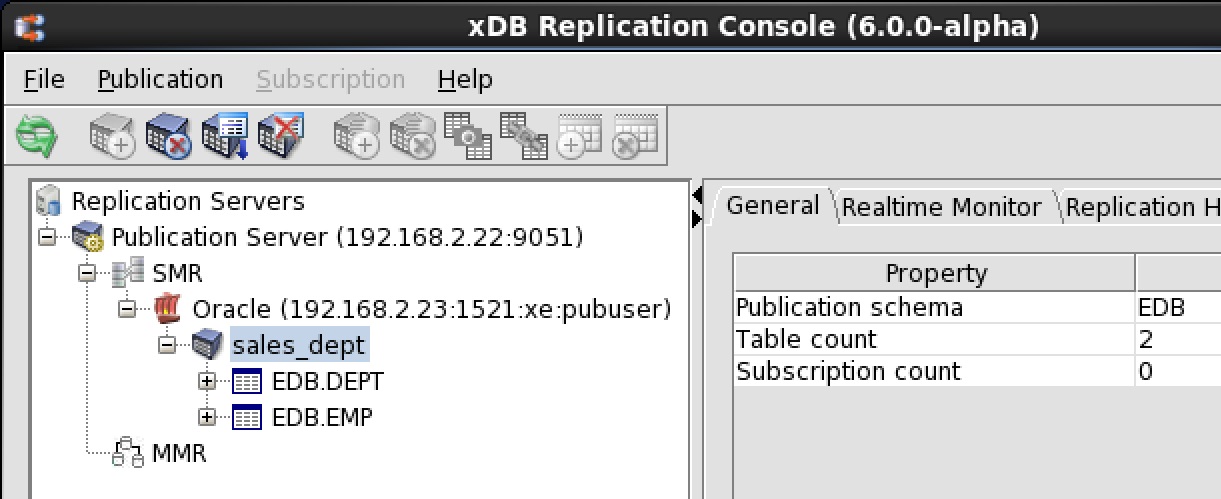 xDB Replication Console (6.0.0-alpha)
File Publication Subscription Help
Replication Servers
Publication Server (192.168.2.22:9051)
SMR
Oracle (192.168.2.23:1521:xe:pubuser)
sales_dept
EDB.DEPT
EDB.EMP
MMR
General Realtime Monitor Replication H
Property
Publication schema EDB
Table count 2
Subscription count 0